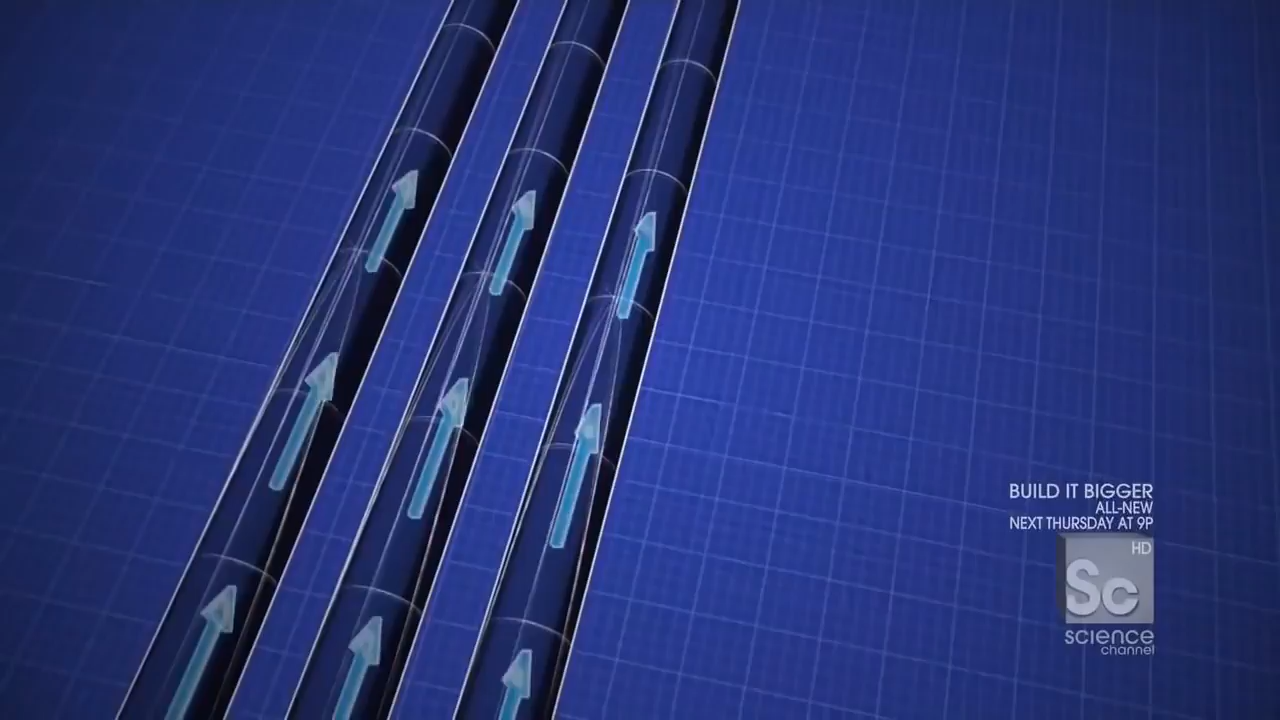 BUILD IT BIGGER
ALL-NEW
NEXT THURSDAY AT 9P
HD
Sc
science
channel